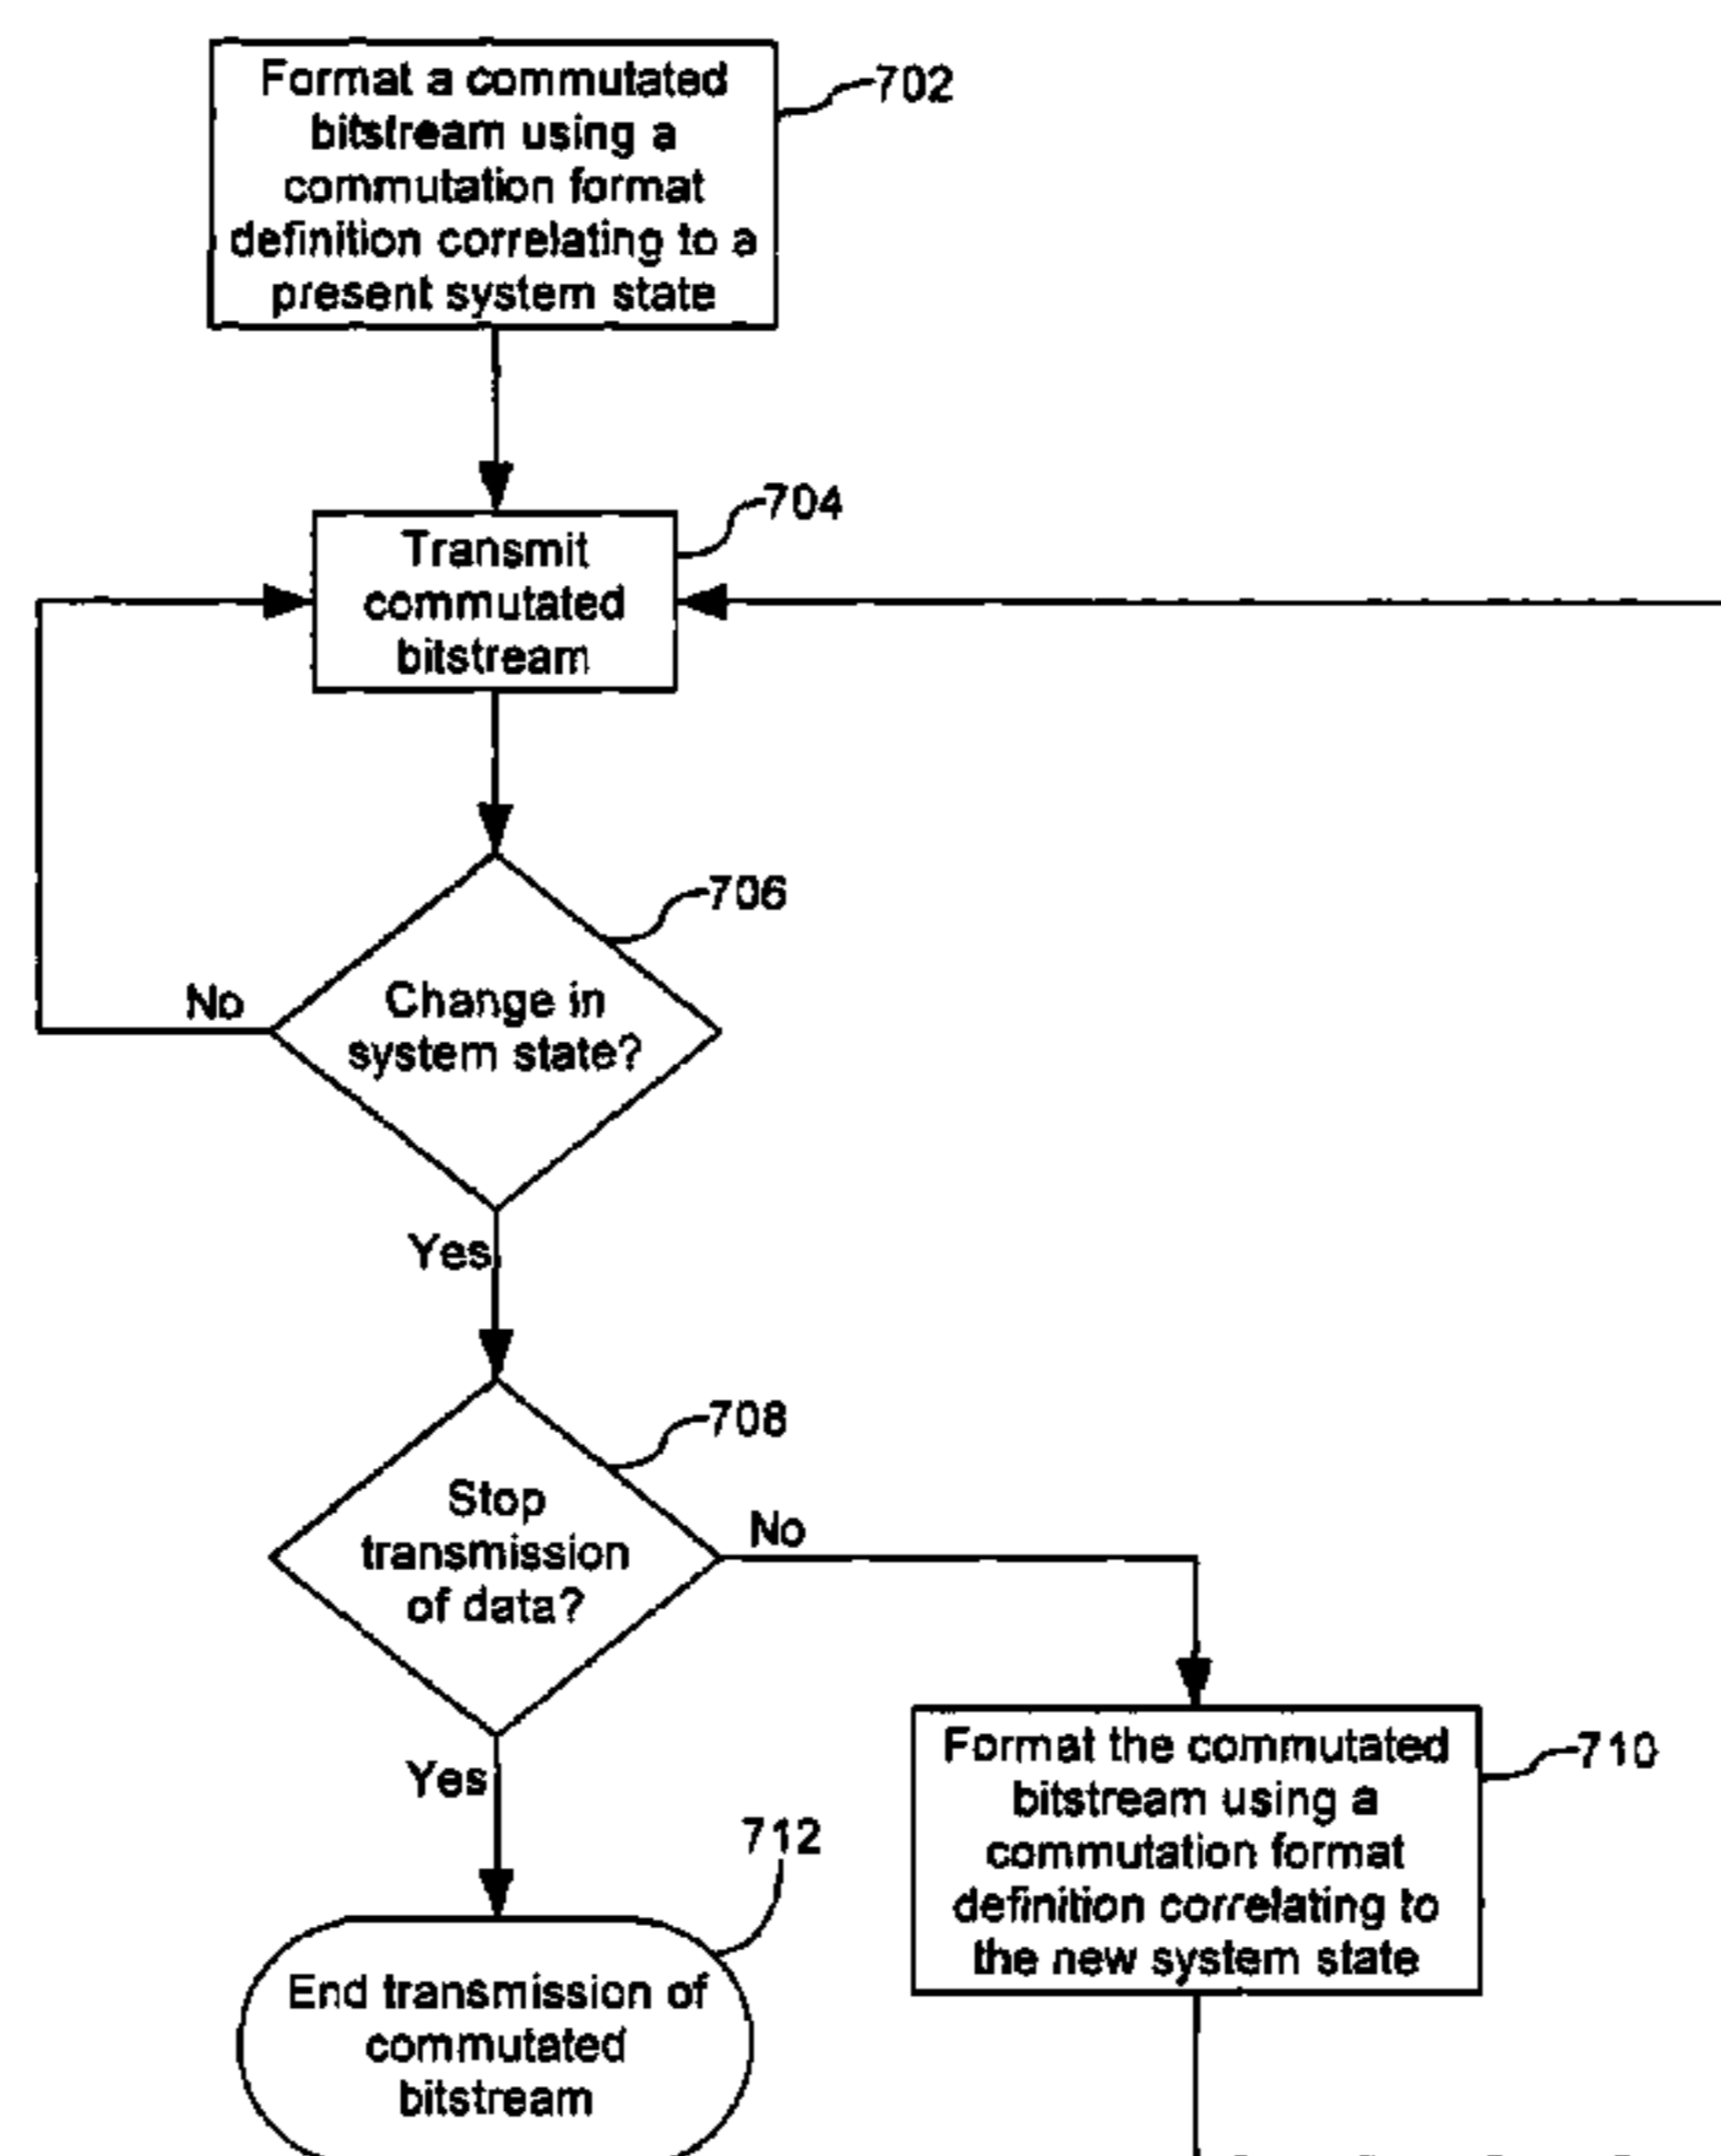 Format a commutated
bitstream using a
commutation format
definition correlating to a
present system state
702
Transmit
commutated
bitstream
704
706
Change in
system state?
No
Yes
708
Stop
transmission
of data?
No
Yes
Format the commutated
bitstream using a
commutation format
definition correlating to
the new system state
710
712
End transmission of
commutated
bitstream